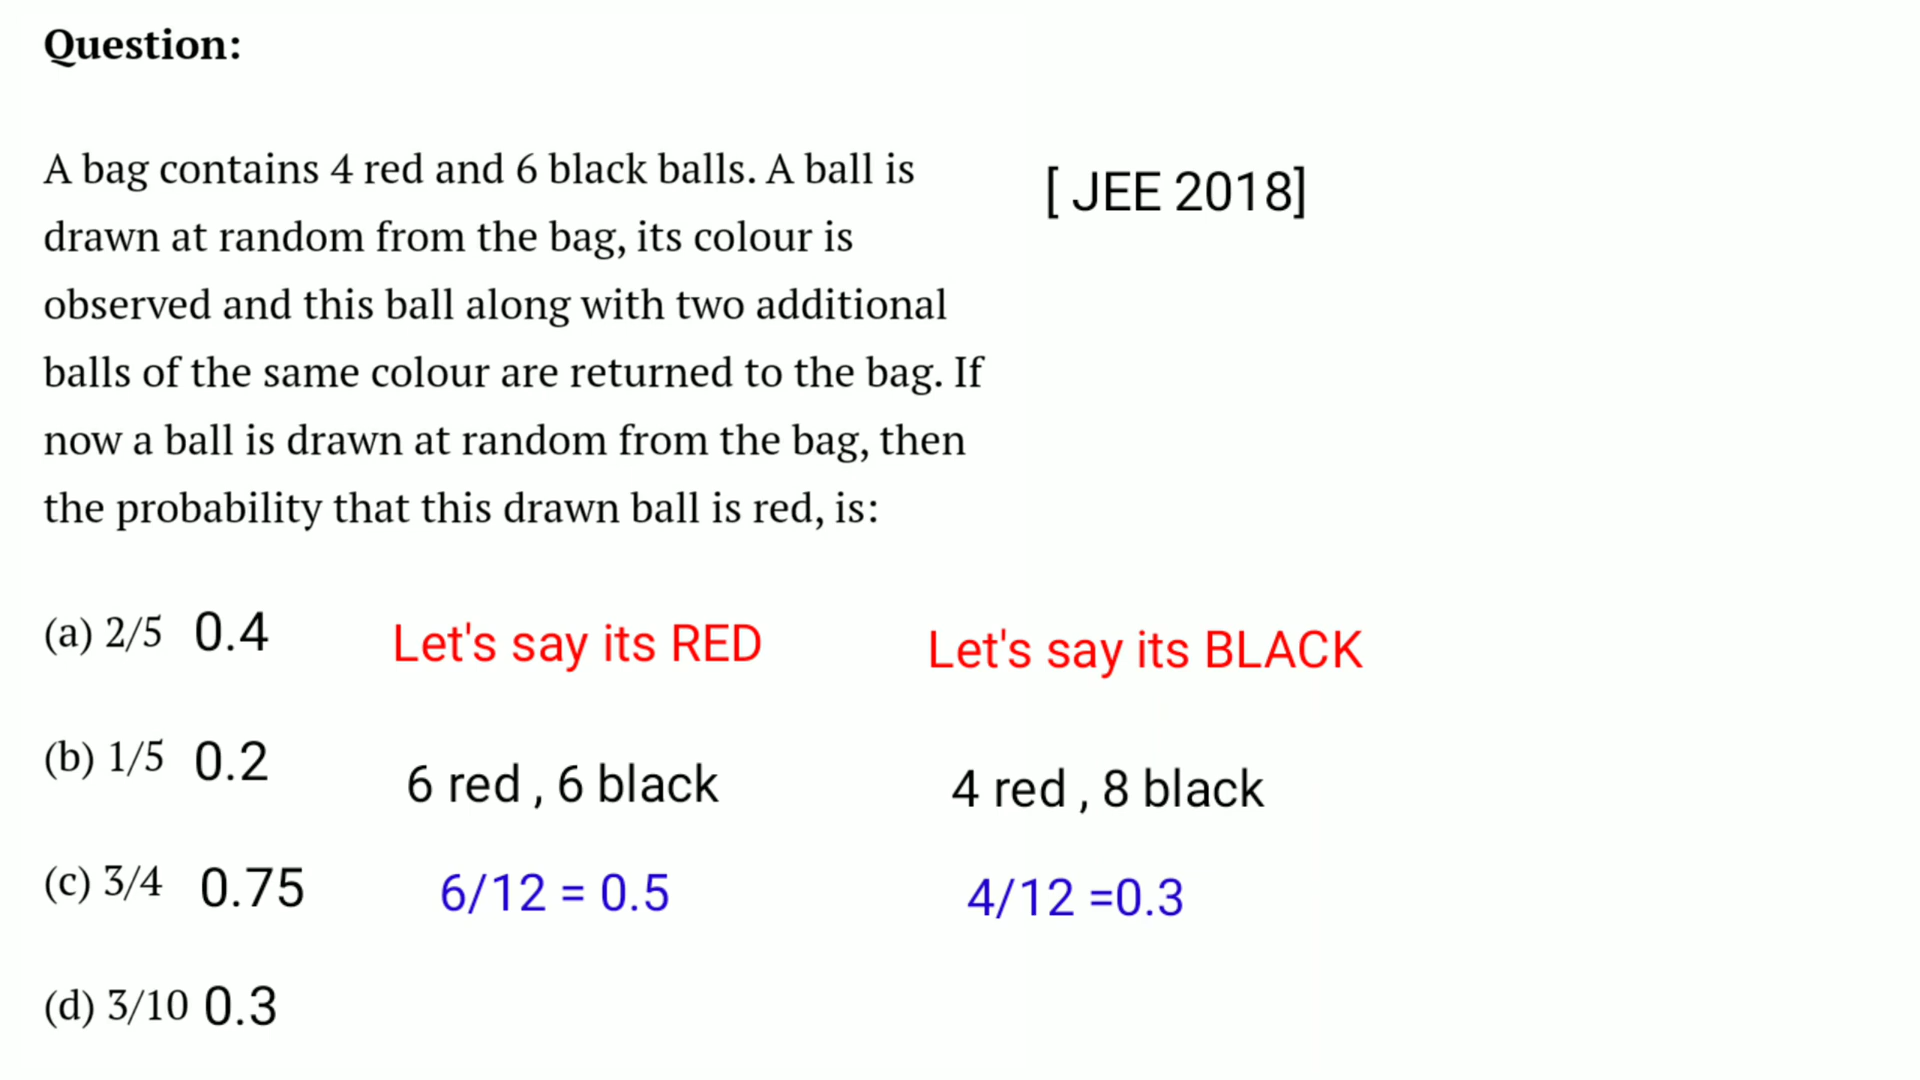 Question:
A bag contains 4 red and 6 black balls. A ball is
drawn at random from the bag, its colour is
observed and this ball along with two additional
balls of the same colour are returned to the bag. If
now a ball is drawn at random from the bag, then
the probability that this drawn ball is red, is:
[ JEE 2018]
(a) 2/5 0.4
Let's say its RED
Let's say its BLACK
(b) 1/5 0.2
6 red , 6 black
4 red , 8 black
(c) 3/4 0.75
6/12 = 0.5
4/12 =0.3
(d) 3/10 0.3